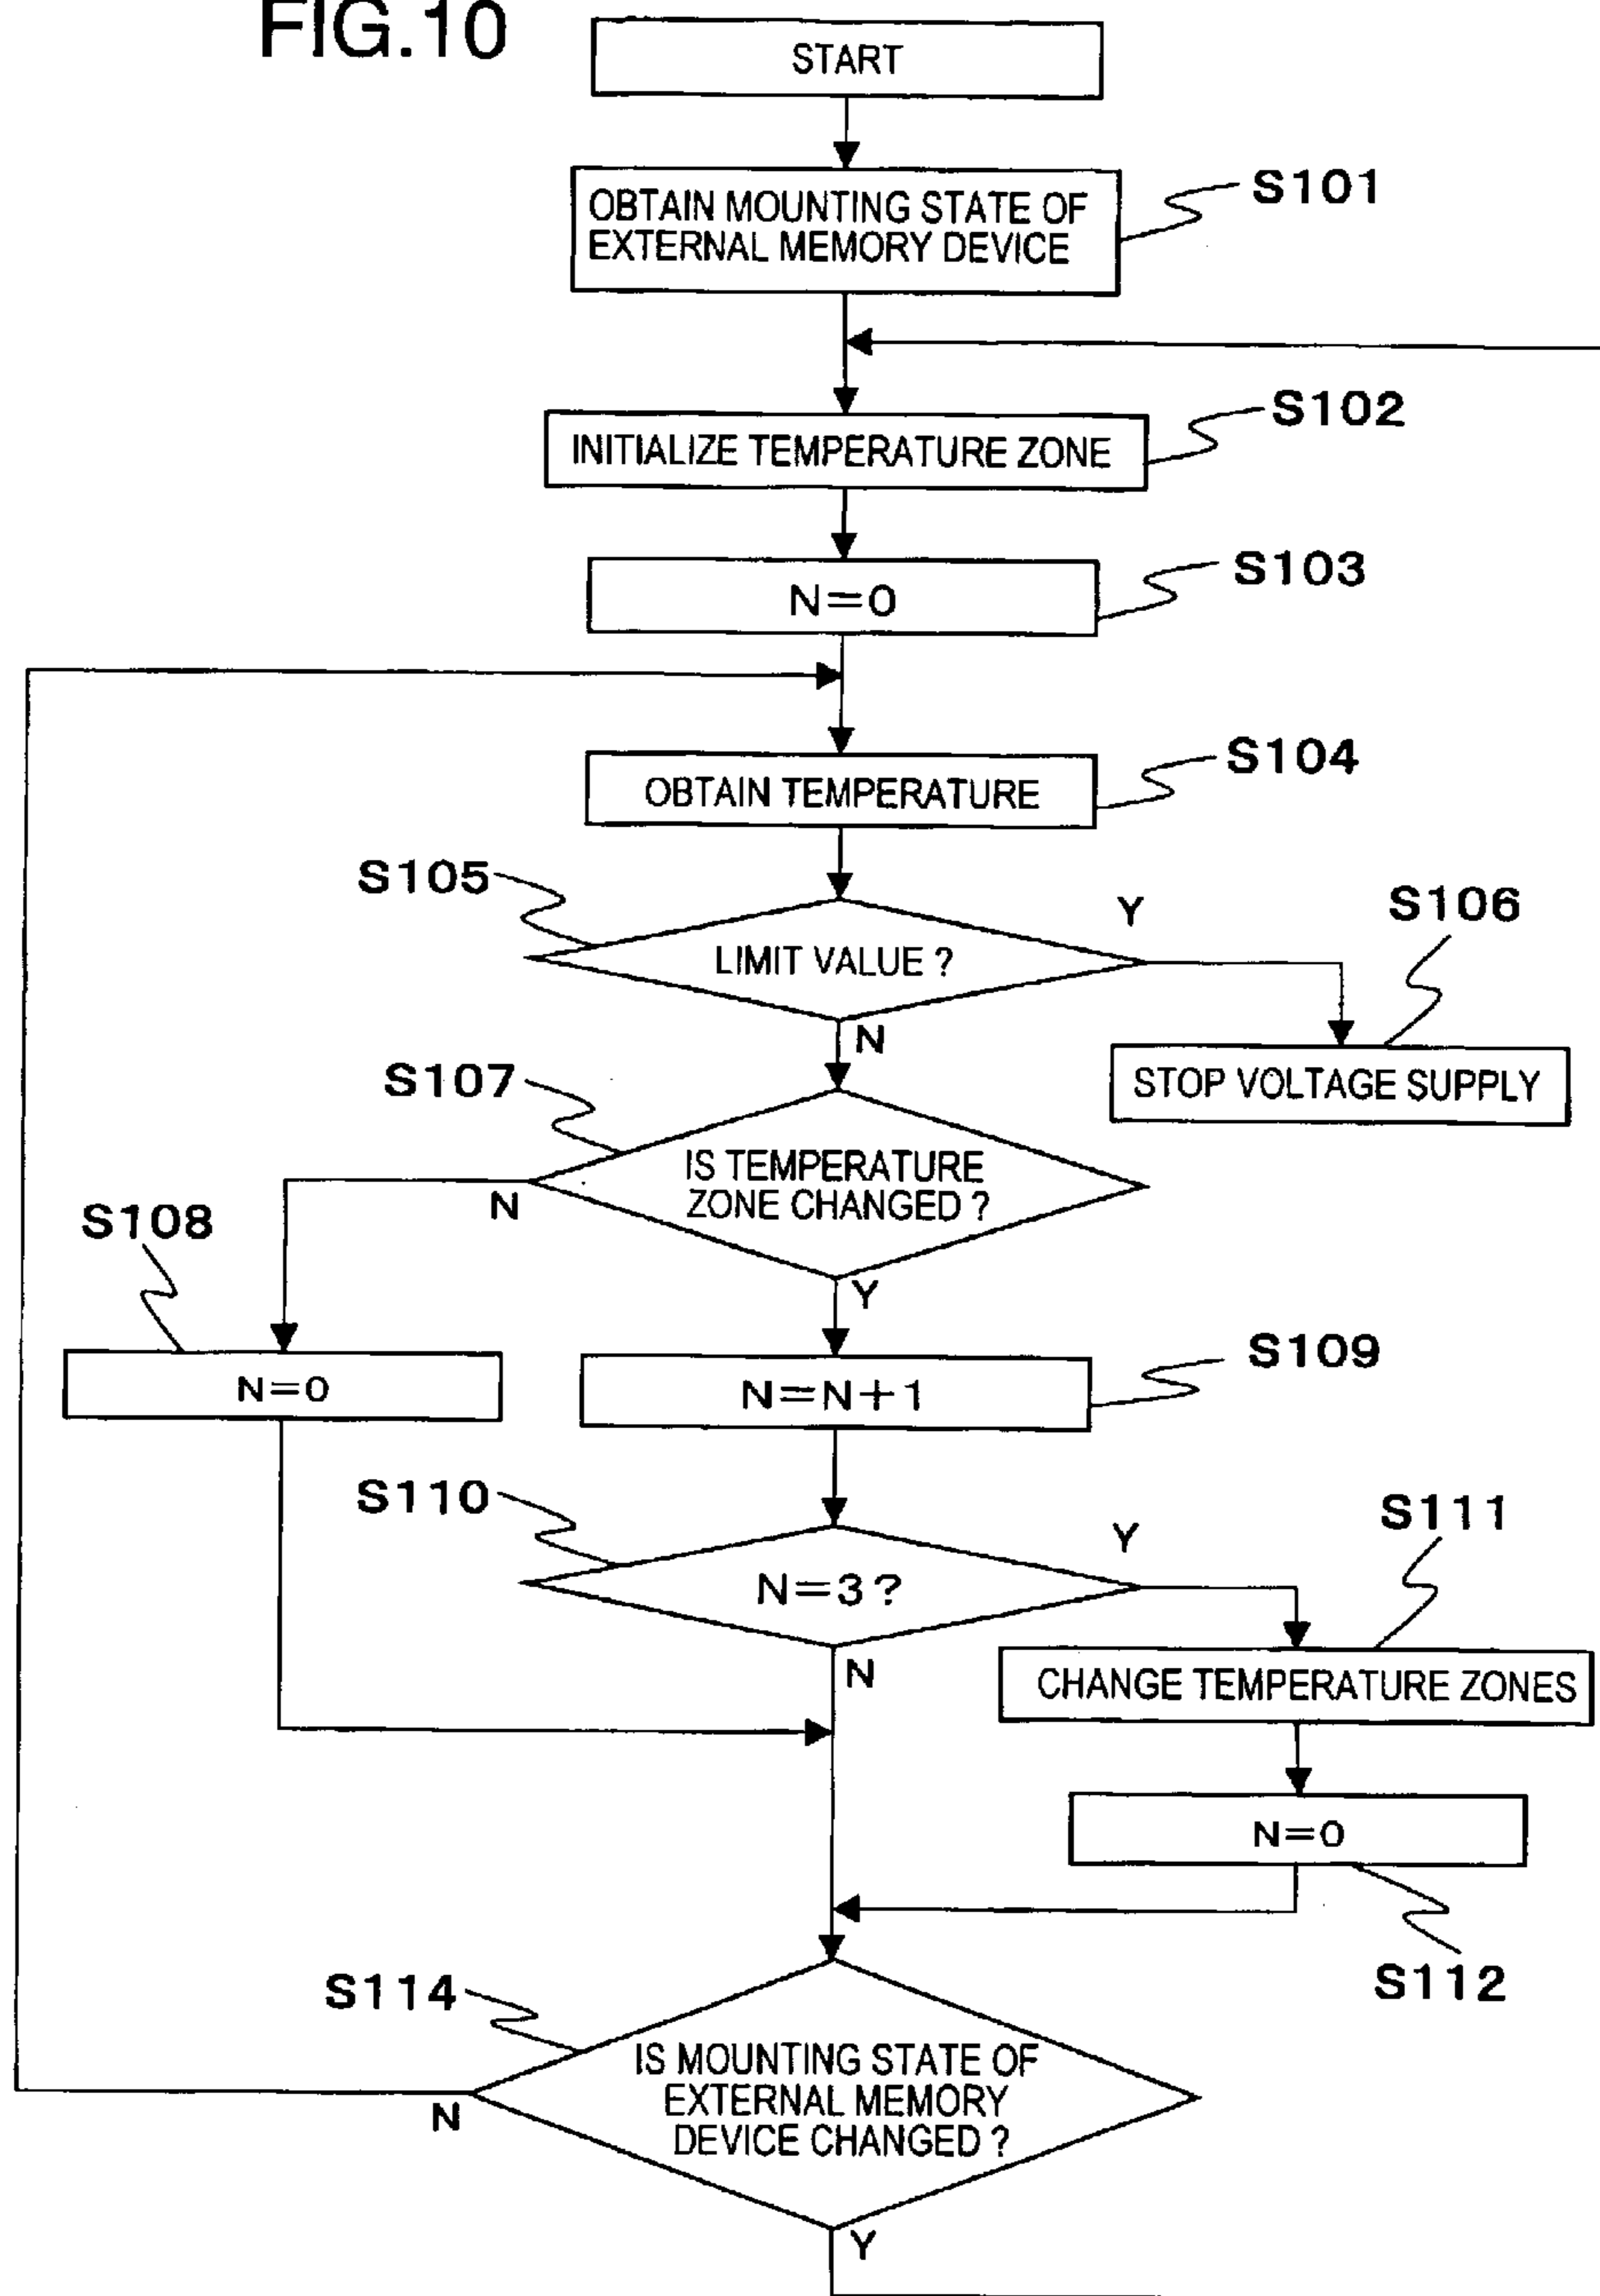 FIG.10
START
OBTAIN MOUNTING STATE OF
EXTERNAL MEMORY DEVICE
S101
INITIALIZE TEMPERATURE ZONE
S102
N=0
S103
OBTAIN TEMPERATURE
S104
S105
LIMIT VALUE ?
Y
N
S106
STOP VOLTAGE SUPPLY
S107
IS TEMPERATURE
ZONE CHANGED ?
N
Y
S108
N=0
N=N+1
S109
S110
N=3?
Y
N
S111
CHANGE TEMPERATURE ZONES
N=0
S112
S114
IS MOUNTING STATE OF
EXTERNAL MEMORY
DEVICE CHANGED ?
N
Y